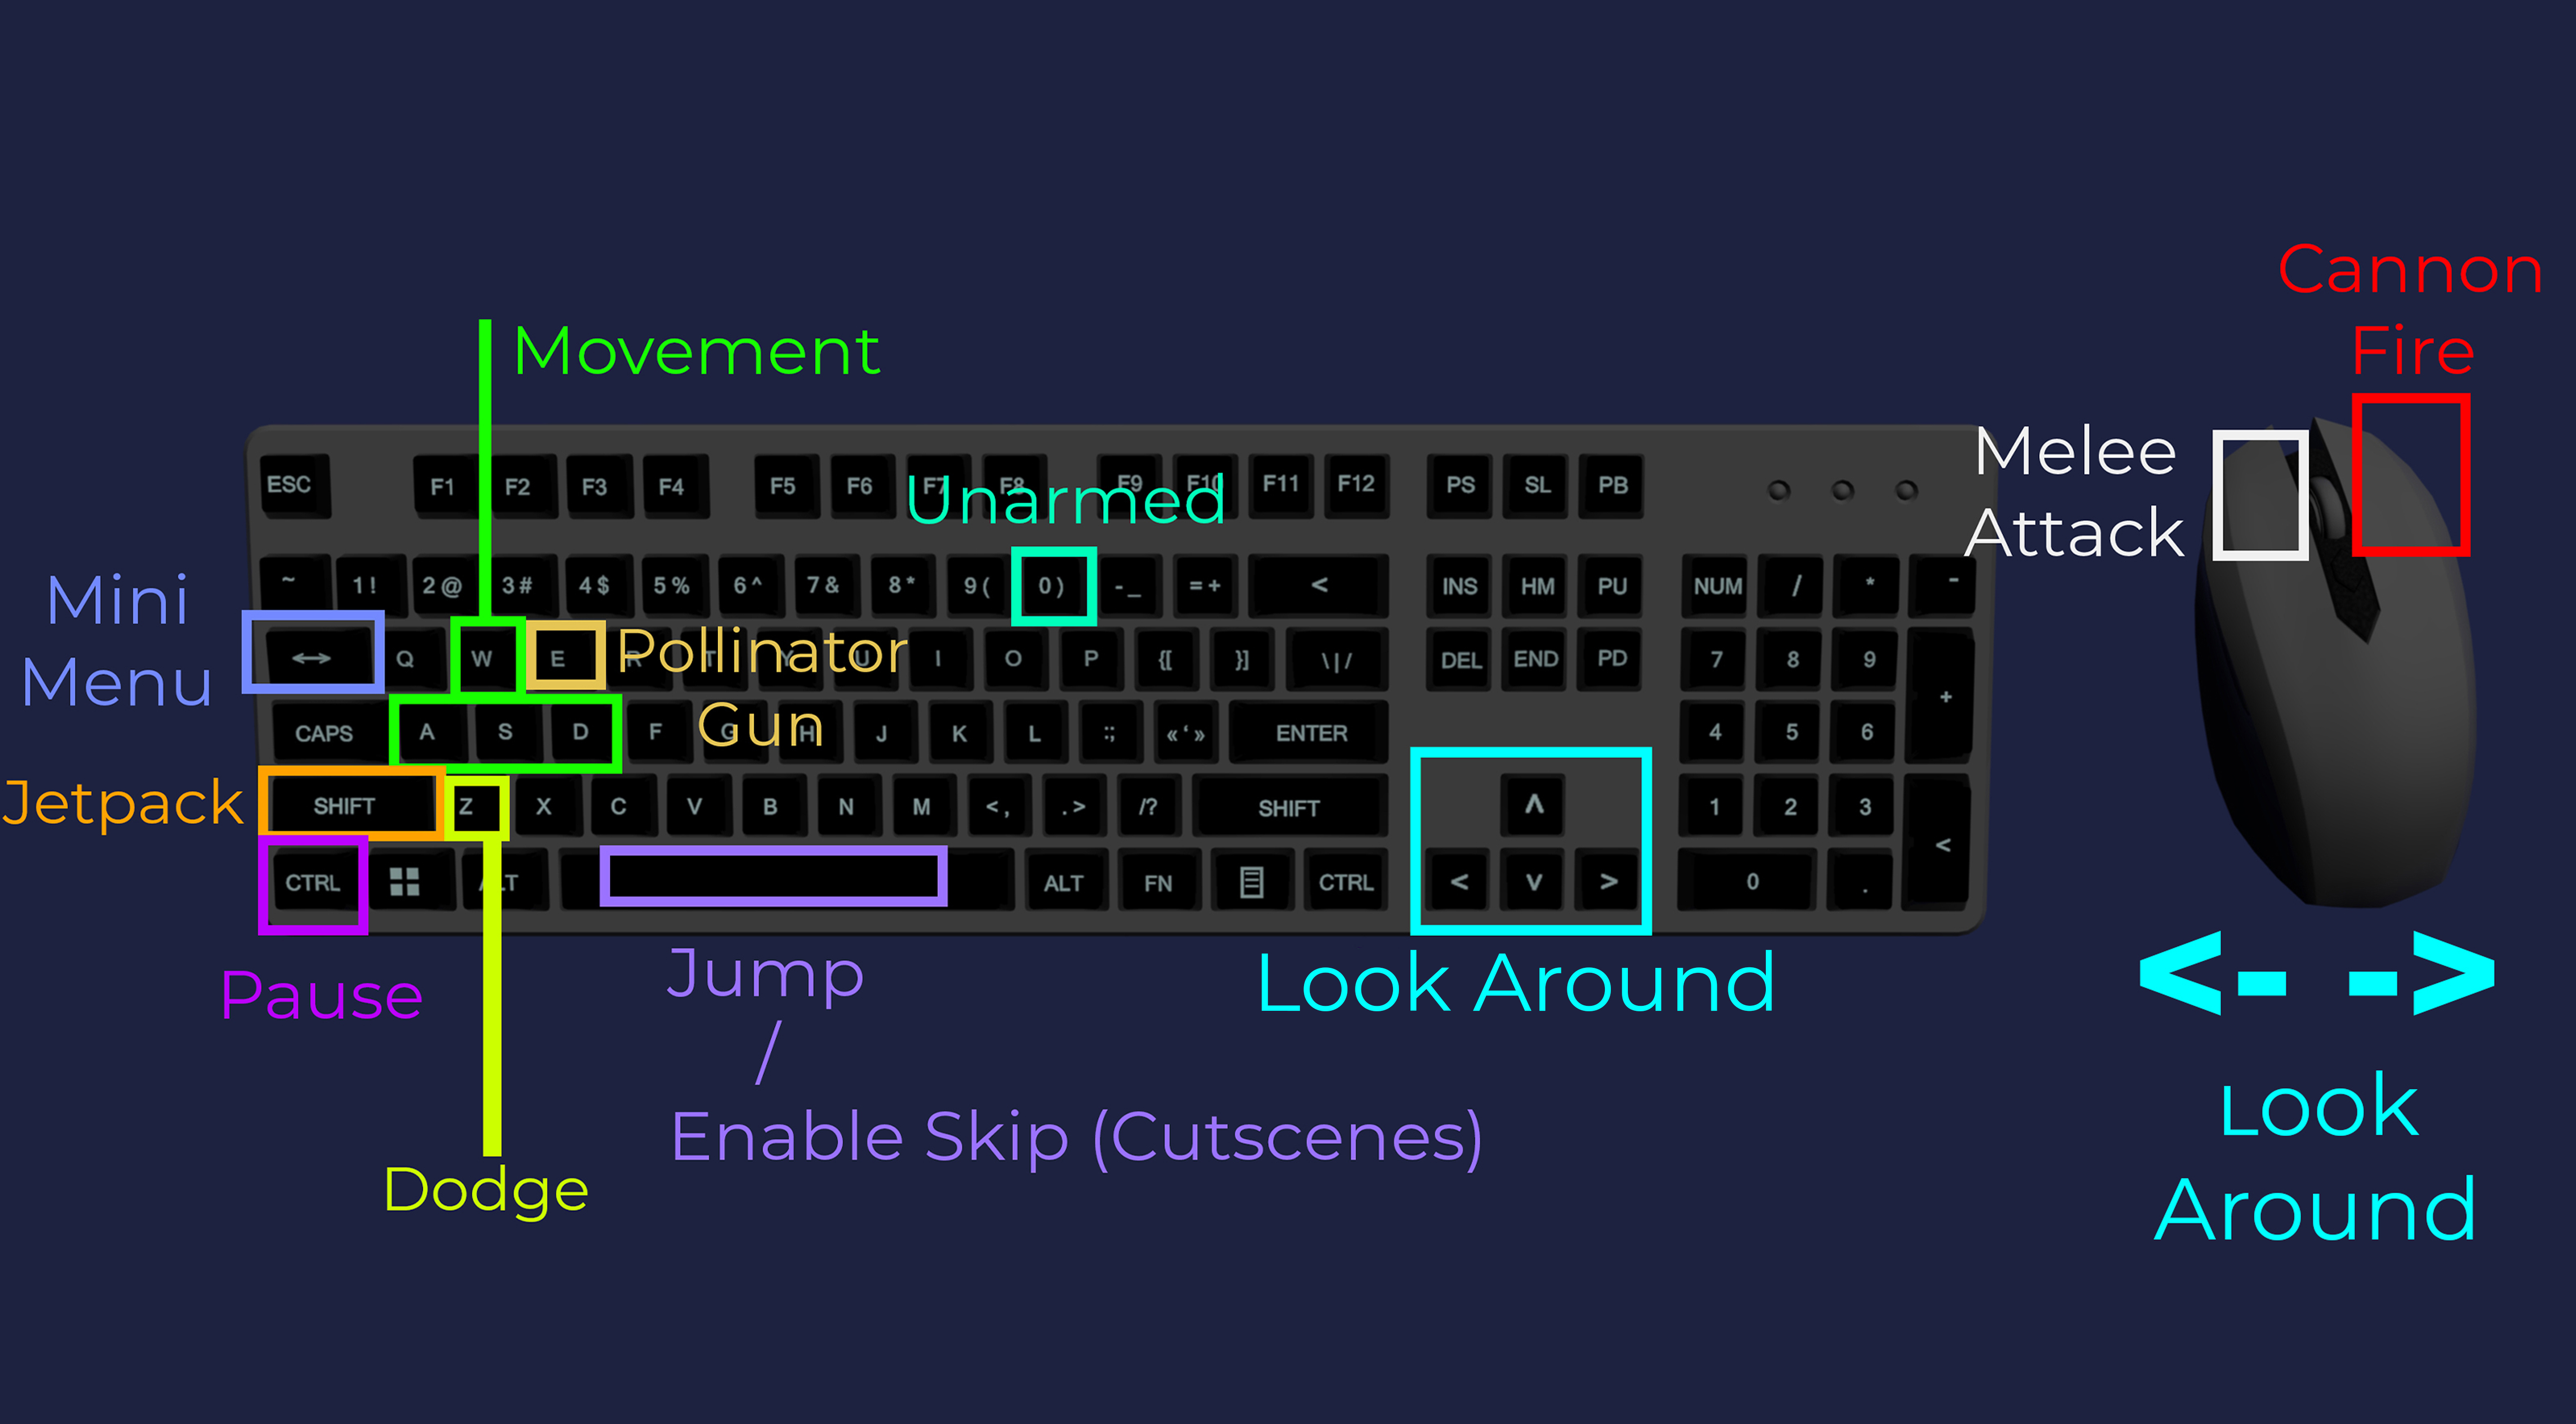 Cannon
Fire
Movement
Melee
Attack
ESC F1 F2 F3 F4 F5 F6 F7 F8 F9 F10 F11 F12 PS SL PB
Unarmed
~ 1! 2@ 3# 4$ 5% 6^ 7& 8* 9( 0) -_ =+ < INS HM PU NUM / * -
Mini
Menu
↔ Q W E R T Y U I O P {[ }] \|/ DEL END PD 7 8 9 +
Pollinator
Gun
CAPS A S D F G H J K L :; «‘» ENTER 4 5 6
Jetpack
SHIFT Z X C V B N M <, .> /? SHIFT ^ 1 2 3 <
CTRL ALT ALT FN CTRL < v > 0 .
Pause
Jump
/
Enable Skip (Cutscenes)
Dodge
Look Around
<- ->
Look
Around